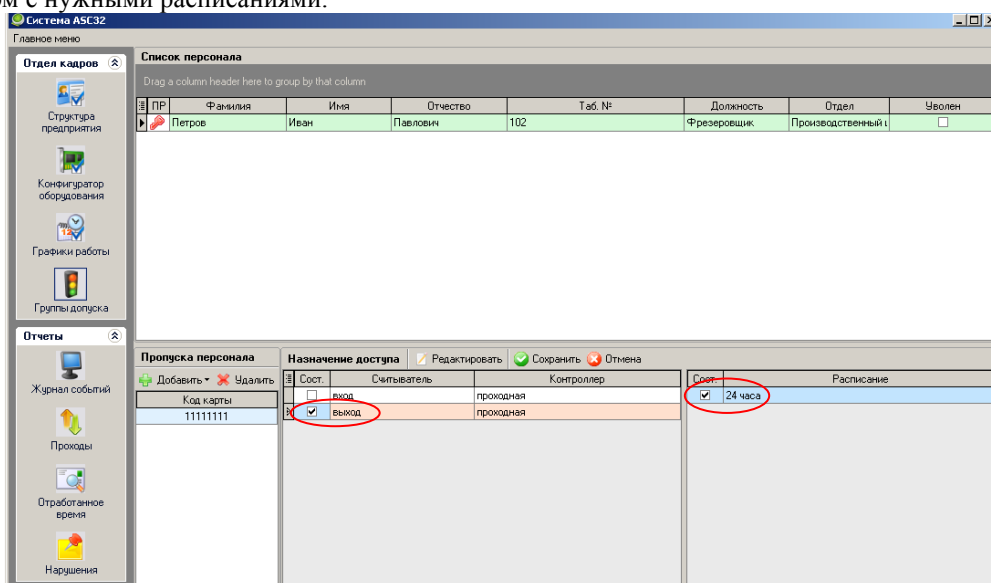 ом с нужными расписаниями.
Система ASC32
Главное меню
Отдел кадров
Структура
предприятия
Конфигуратор
оборудования
Графики работы
Группы допуска
Отчеты
Журнал событий
Проходы
Отработанное
время
Нарушения
Список персонала
Drag a column header here to group by that column
ПР Фамилия Имя Отчество Таб. № Должность Отдел Уволен
Петров Иван Павлович 102 Фрезеровщик Производственный
Пропуска персонала
Добавить Удалить
Код карты
11111111
Назначение доступа Редактировать Сохранить Отмена
Сост. Считыватель Контроллер
вход проходная
выход проходная
Сост. Расписание
24 часа